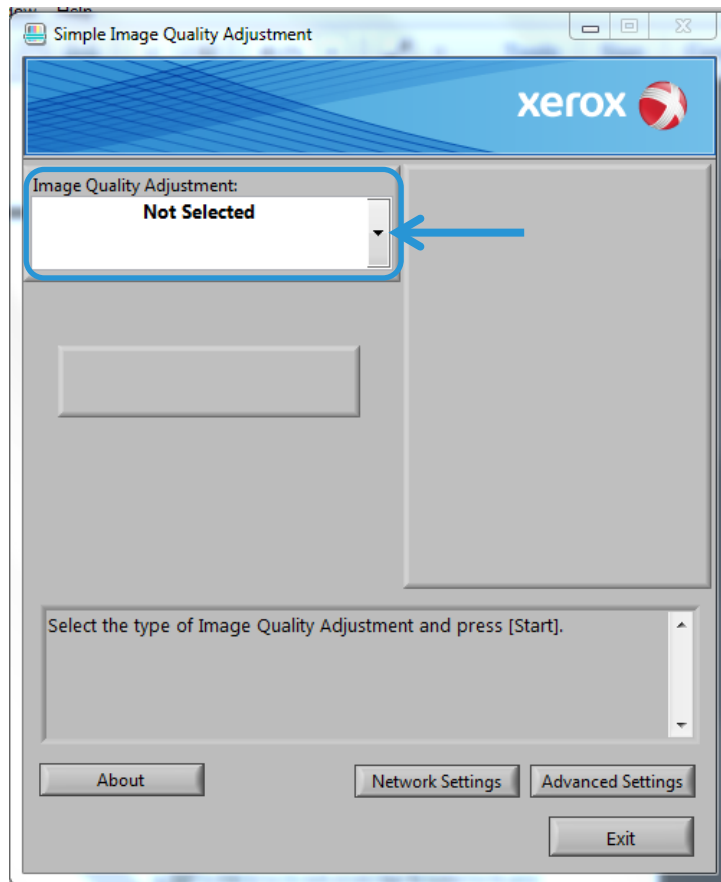 Simple Image Quality Adjustment
xerox
Image Quality Adjustment:
Not Selected
Select the type of Image Quality Adjustment and press [Start].
About
Network Settings
Advanced Settings
Exit